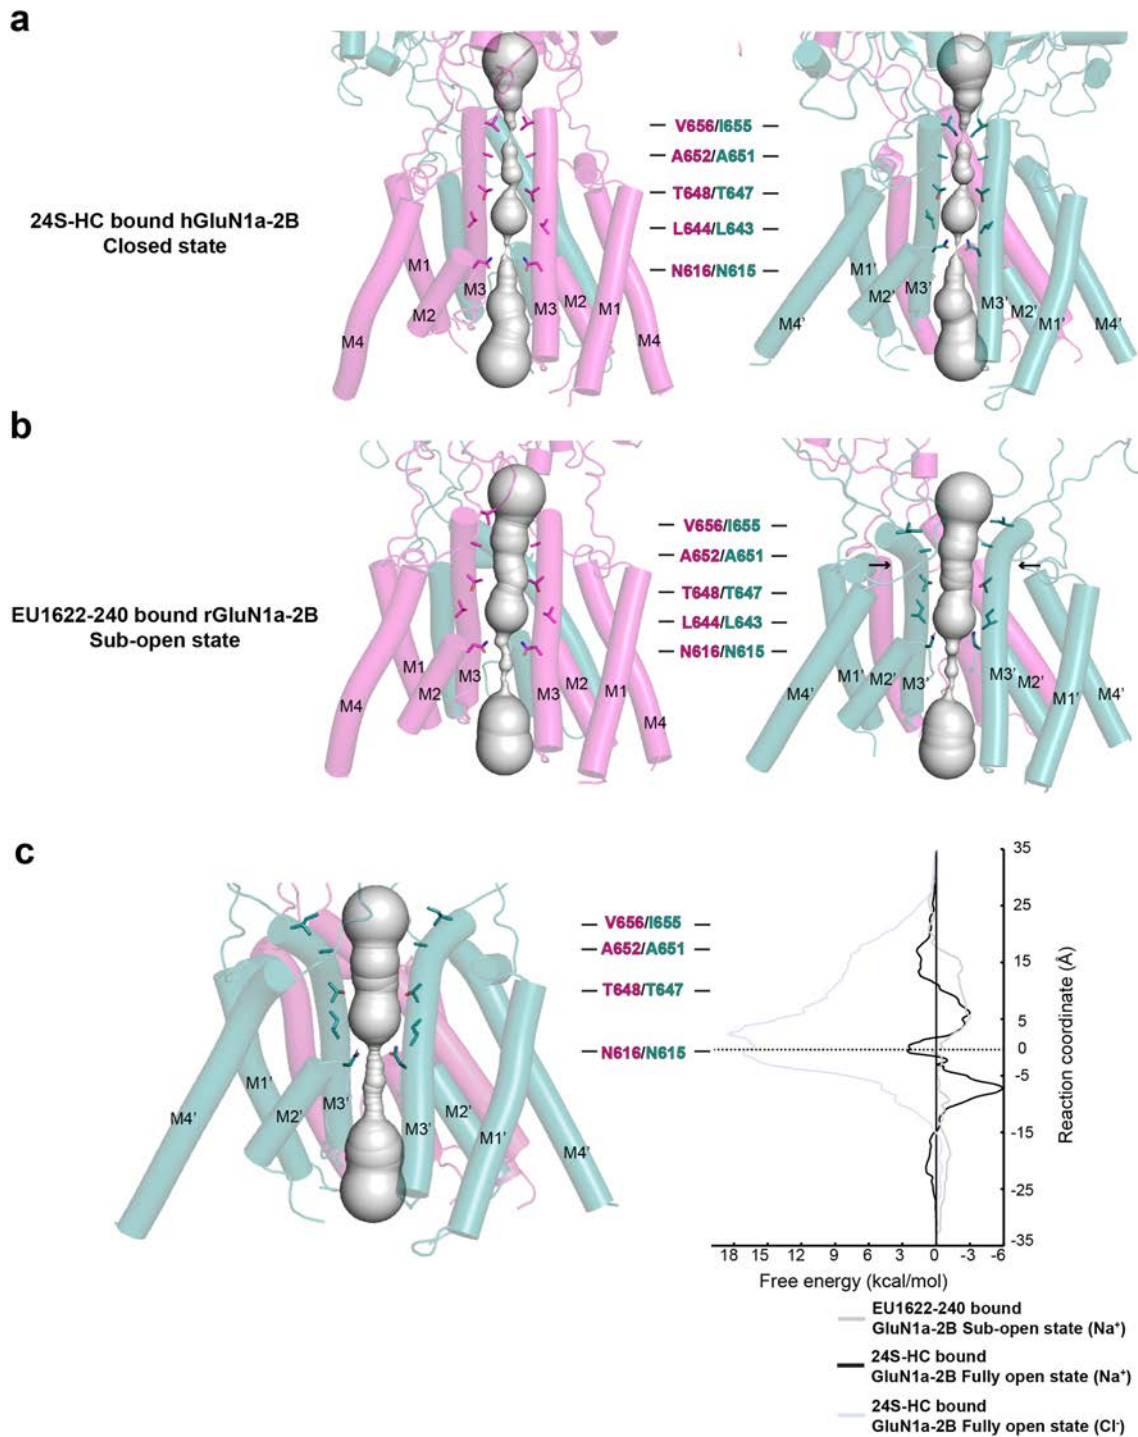 a
24S-HC bound hGluN1a-2B
Closed state
V656/I655
A652/A651
T648/T647
L644/L643
N616/N615
M1
M2
M3
M4
M3
M2
M1
M4
M4'
M1'
M2'
M3'
M3'
M2'
M1'
M4'
b
EU1622-240 bound rGluN1a-2B
Sub-open state
V656/I655
A652/A651
T648/T647
L644/L643
N616/N615
M4
M1
M2
M3
M3
M2
M1
M4
M4'
M1'
M2'
M3'
M3'
M2'
M1'
M4'
c
V656/I655
A652/A651
T648/T647
N616/N615
M4'
M1'
M2'
M3'
M3'
M2'
M1'
M4'
35
25
15
5
0
-5
-15
-25
-35
Reaction coordinate (Å)
18 15 12 9 6 3 0 -3 -6
Free energy (kcal/mol)
EU1622-240 bound
GluN1a-2B Sub-open state (Na⁺)
24S-HC bound
GluN1a-2B Fully open state (Na⁺)
24S-HC bound
GluN1a-2B Fully open state (Cl⁻)